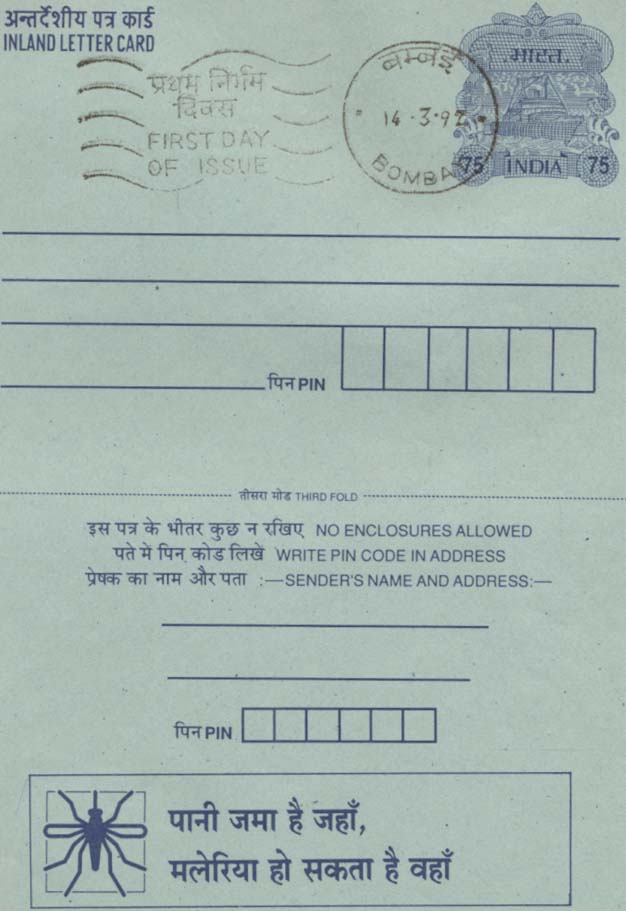 अन्तर्देशीय पत्र कार्ड
INLAND LETTER CARD
प्रथम निर्गम
दिवस
FIRST DAY
OF ISSUE
बम्बई
14-3-92
BOMBAY
भारत
75 INDIA 75
पिन PIN
तीसरा मोड THIRD FOLD
इस पत्र के भीतर कुछ न रखिए NO ENCLOSURES ALLOWED
पते में पिन कोड लिखें WRITE PIN CODE IN ADDRESS
प्रेषक का नाम और पता :—SENDER'S NAME AND ADDRESS:—
पिन PIN
पानी जमा है जहाँ,
मलेरिया हो सकता है वहाँ